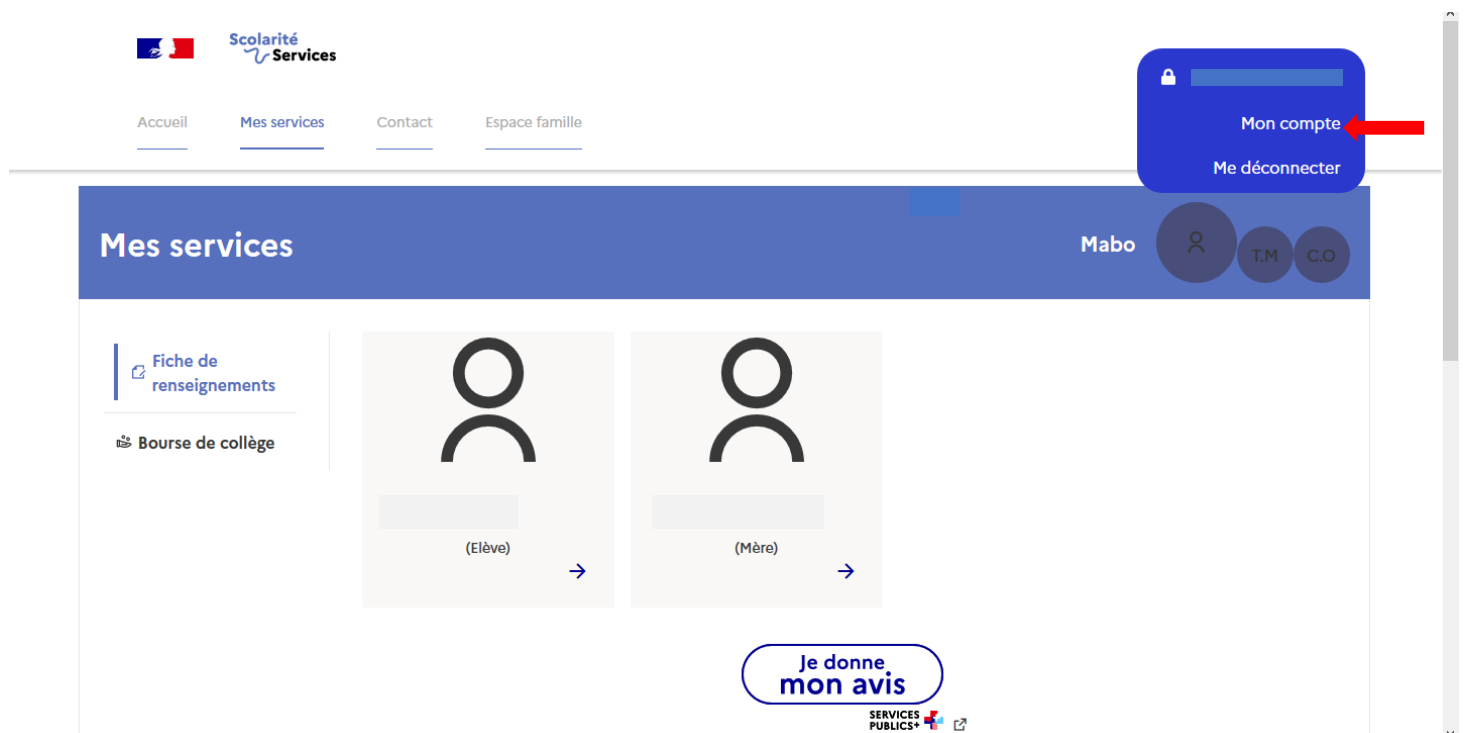 Scolarité
Services
Accueil
Mes services
Contact
Espace famille
Mon compte
Me déconnecter
Mes services
Mabo
T.M
C.O
Fiche de
renseignements
Bourse de collège
(Elève)
(Mère)
Je donne
mon avis
SERVICES
PUBLICS+